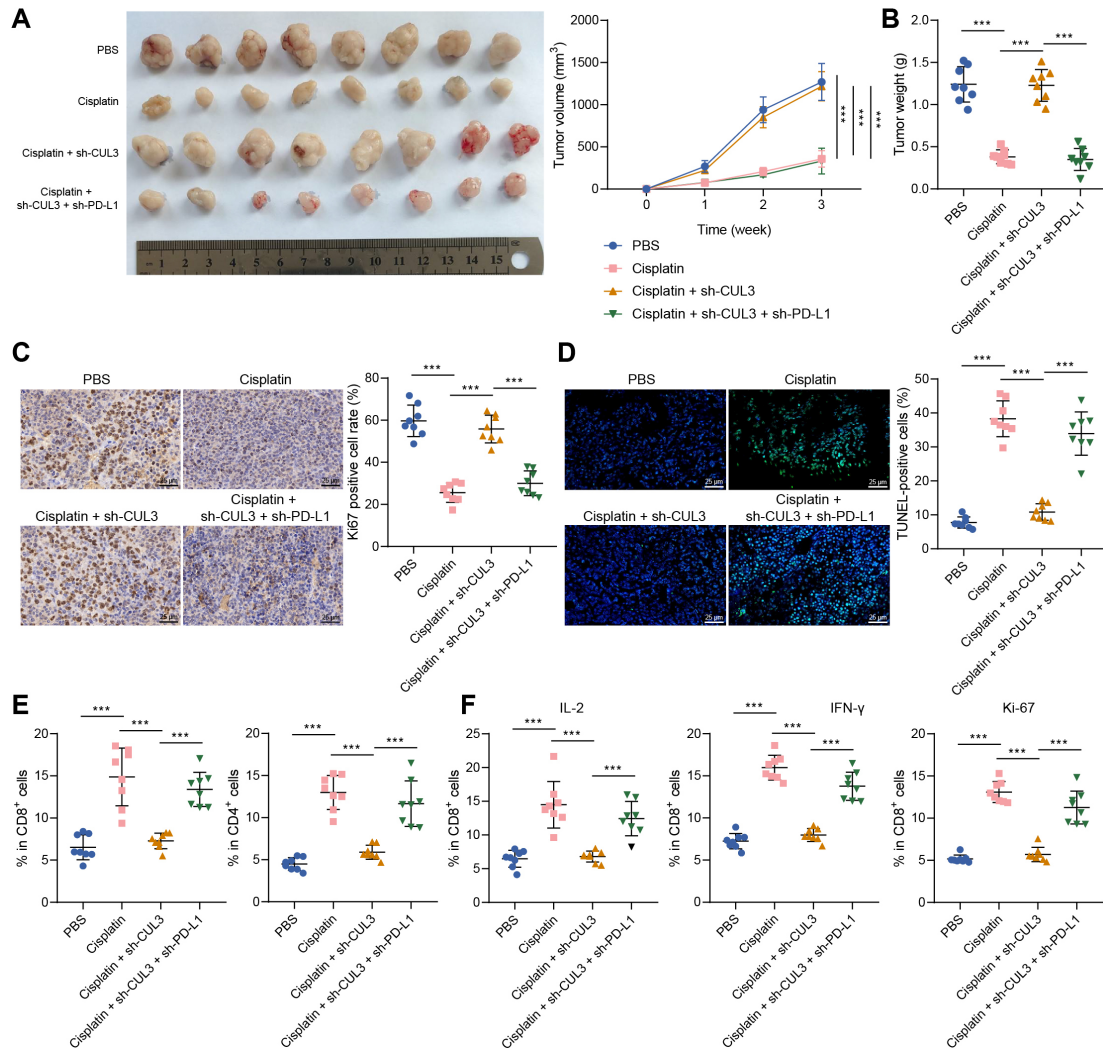 A
PBS
Cisplatin
Cisplatin + sh-CUL3
Cisplatin +
sh-CUL3 + sh-PD-L1
1 2 3 4 5 6 7 8 9 10 11 12 13 14 15
Tumor volume (mm³)
2000
1500
1000
500
0
0 1 2 3
Time (week)
***
***
***
PBS
Cisplatin
Cisplatin + sh-CUL3
Cisplatin + sh-CUL3 + sh-PD-L1
B
Tumor weight (g)
2.0
1.5
1.0
0.5
0.0
***
***
***
PBS
Cisplatin
Cisplatin + sh-CUL3
Cisplatin + sh-CUL3 + sh-PD-L1
C
PBS
Cisplatin
25 μm
25 μm
Cisplatin + sh-CUL3
Cisplatin +
sh-CUL3 + sh-PD-L1
25 μm
25 μm
Ki67 positive cell rate (%)
80
60
40
20
0
***
***
***
PBS
Cisplatin
Cisplatin + sh-CUL3
Cisplatin + sh-CUL3 + sh-PD-L1
D
PBS
Cisplatin
25 μm
25 μm
Cisplatin + sh-CUL3
Cisplatin +
sh-CUL3 + sh-PD-L1
25 μm
25 μm
TUNEL-positive cells (%)
50
40
30
20
10
0
***
***
***
PBS
Cisplatin
Cisplatin + sh-CUL3
Cisplatin + sh-CUL3 + sh-PD-L1
E
% in CD8⁺ cells
20
15
10
5
0
***
***
***
PBS
Cisplatin
Cisplatin + sh-CUL3
Cisplatin + sh-CUL3 + sh-PD-L1
% in CD4⁺ cells
20
15
10
5
0
***
***
***
PBS
Cisplatin
Cisplatin + sh-CUL3
Cisplatin + sh-CUL3 + sh-PD-L1
F
IL-2
% in CD8⁺ cells
25
20
15
10
5
0
***
***
***
PBS
Cisplatin
Cisplatin + sh-CUL3
Cisplatin + sh-CUL3 + sh-PD-L1
IFN-γ
% in CD8⁺ cells
20
15
10
5
0
***
***
***
PBS
Cisplatin
Cisplatin + sh-CUL3
Cisplatin + sh-CUL3 + sh-PD-L1
Ki-67
% in CD8⁺ cells
20
15
10
5
0
***
***
***
PBS
Cisplatin
Cisplatin + sh-CUL3
Cisplatin + sh-CUL3 + sh-PD-L1